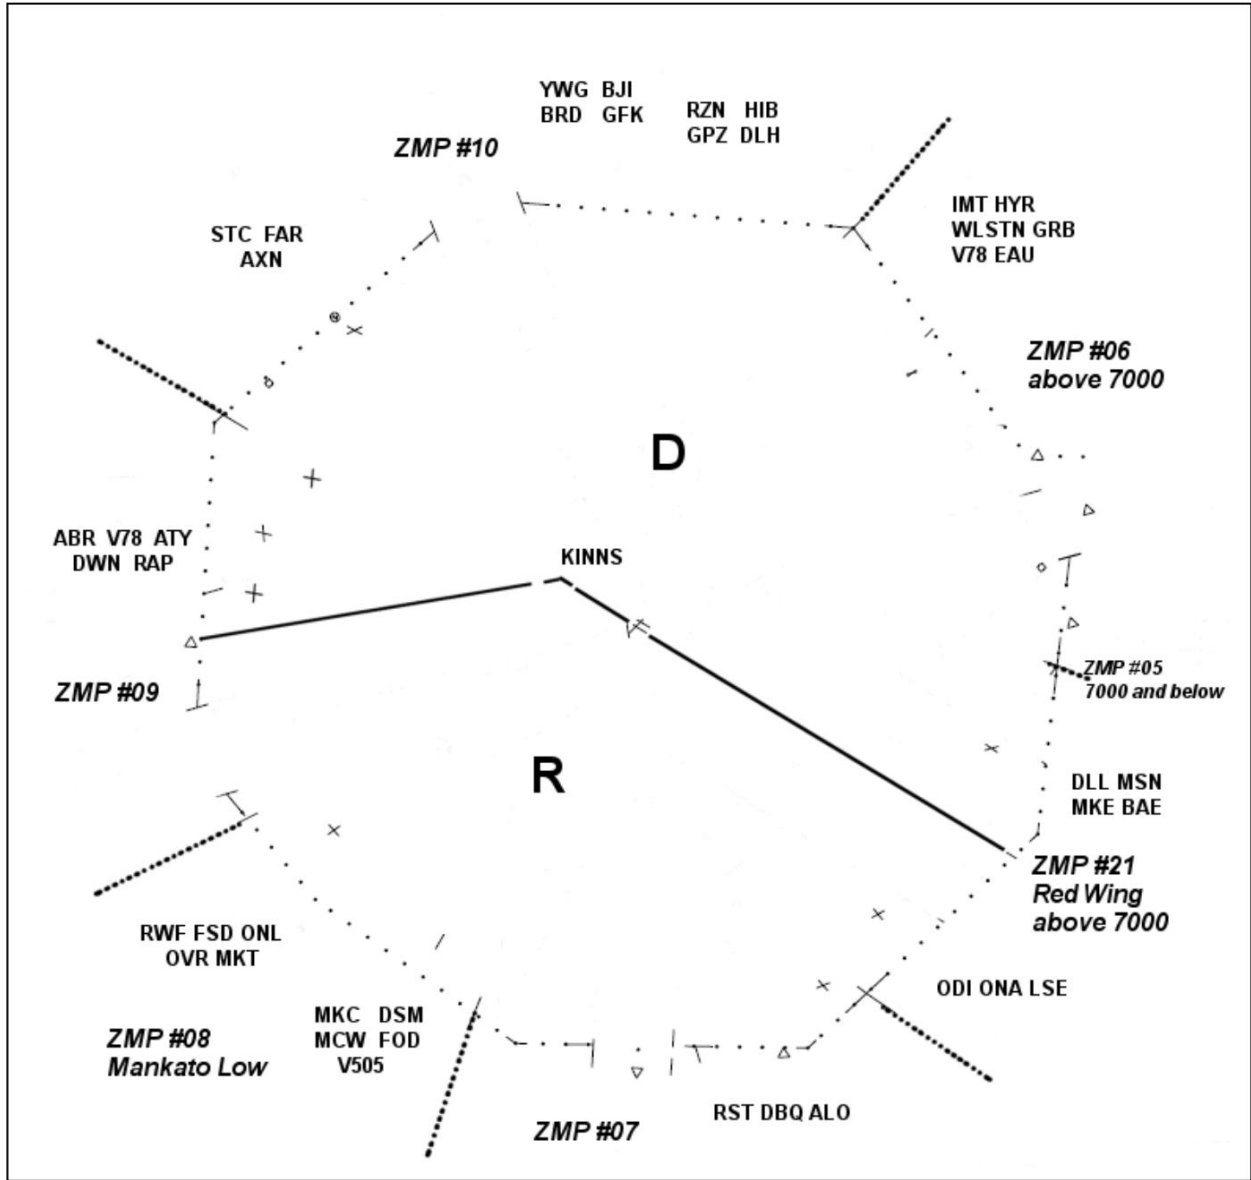 YWG BJI
BRD GFK
RZN HIB
GPZ DLH
ZMP #10
IMT HYR
WLSTN GRB
V78 EAU
STC FAR
AXN
ZMP #06
above 7000
D
ABR V78 ATY
DWN RAP
KINNS
ZMP #09
ZMP #05
7000 and below
R
DLL MSN
MKE BAE
ZMP #21
Red Wing
above 7000
RWF FSD ONL
OVR MKT
ODI ONA LSE
MKC DSM
MCW FOD
V505
ZMP #08
Mankato Low
RST DBQ ALO
ZMP #07